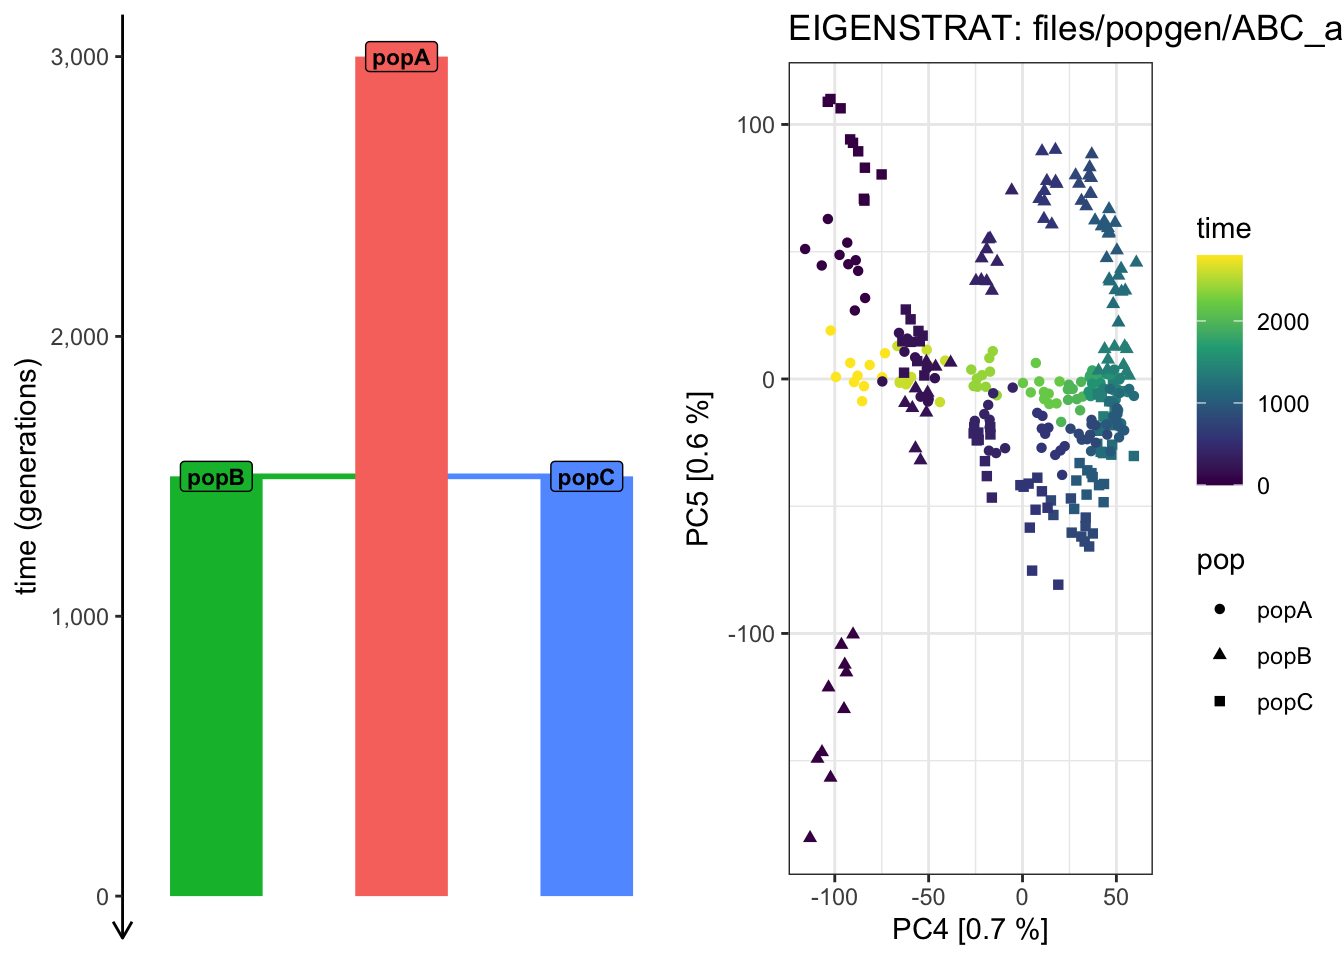 time (generations)
3,000
2,000
1,000
0
popA
popB
popC
EIGENSTRAT: files/popgen/ABC_a
PC5 [0.6 %]
100
0
-100
-100
-50
0
50
PC4 [0.7 %]
time
2000
1000
0
pop
popA
popB
popC